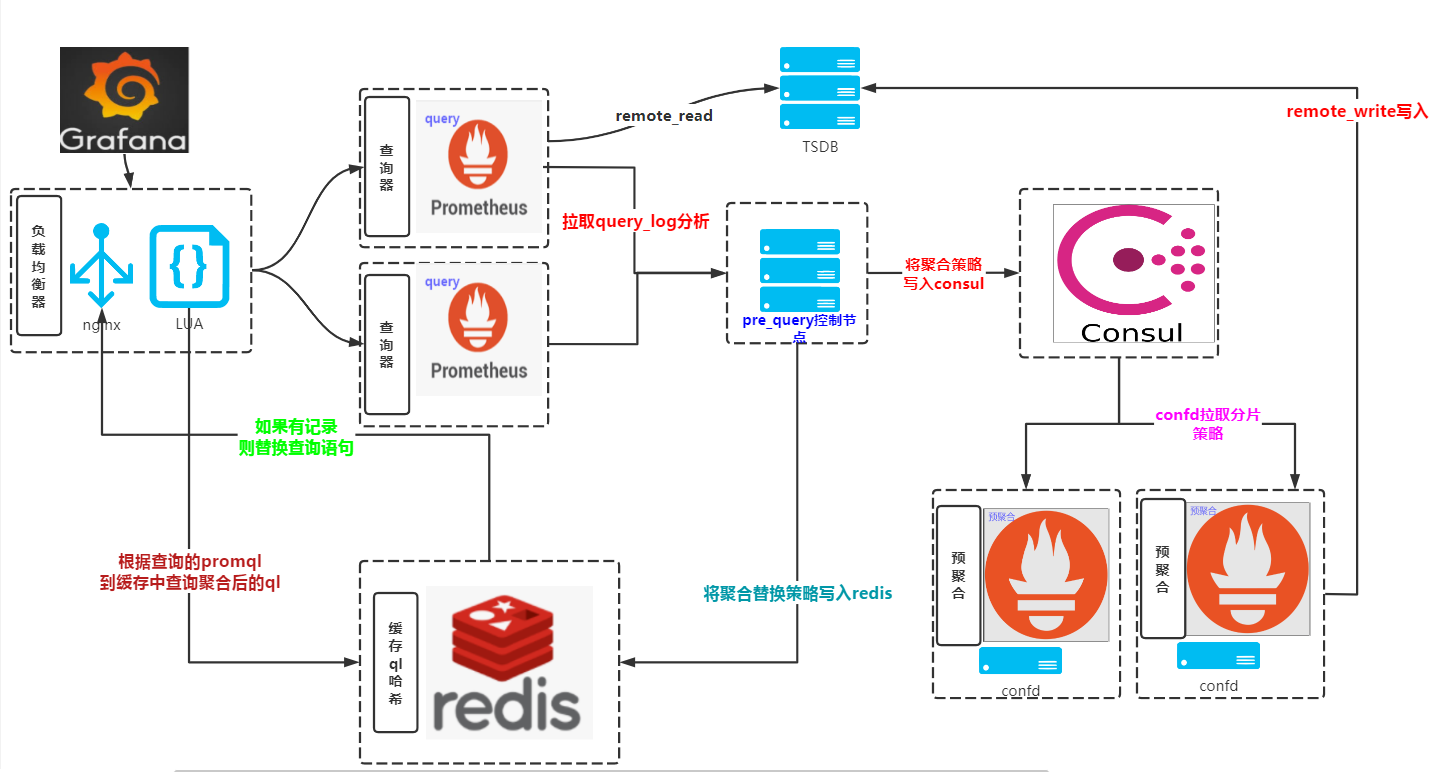 Grafana
负
载
均
衡
器
nginx
LUA
查
询
器
query
Prometheus
查
询
器
query
Prometheus
remote_read
TSDB
remote_write写入
拉取query_log分析
pre_query控制节
点
将聚合策略
写入consul
Consul
confd拉取分片
策略
如果有记录
则替换查询语句
根据查询的promql
到缓存中查询聚合后的ql
将聚合替换策略写入redis
缓
存
ql
哈
希
redis
预
聚
合
预聚合
confd
预
聚
合
预聚合
confd